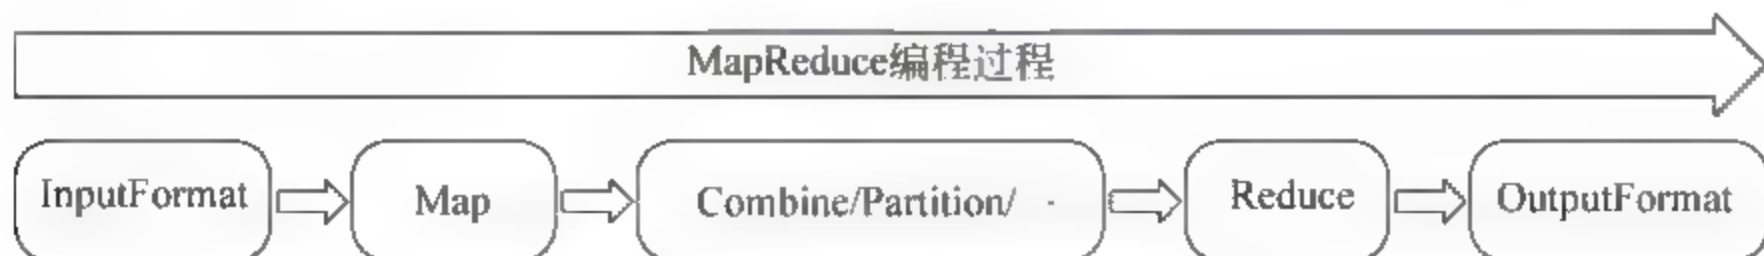 MapReduce编程过程
InputFormat
Map
Combine/Partition/
Reduce
OutputFormat